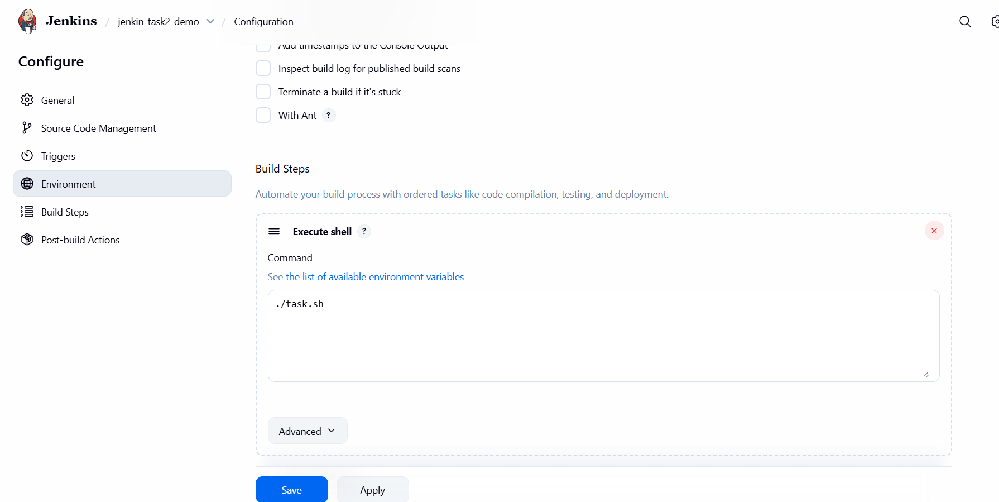 Jenkins / jenkin-task2-demo / Configuration
Configure
General
Source Code Management
Triggers
Environment
Build Steps
Post-build Actions
Add timestamps to the Console Output
Inspect build log for published build scans
Terminate a build if it's stuck
With Ant ?
Build Steps
Automate your build process with ordered tasks like code compilation, testing, and deployment.
Execute shell ?
Command
See the list of available environment variables
./task.sh
Advanced
Save
Apply